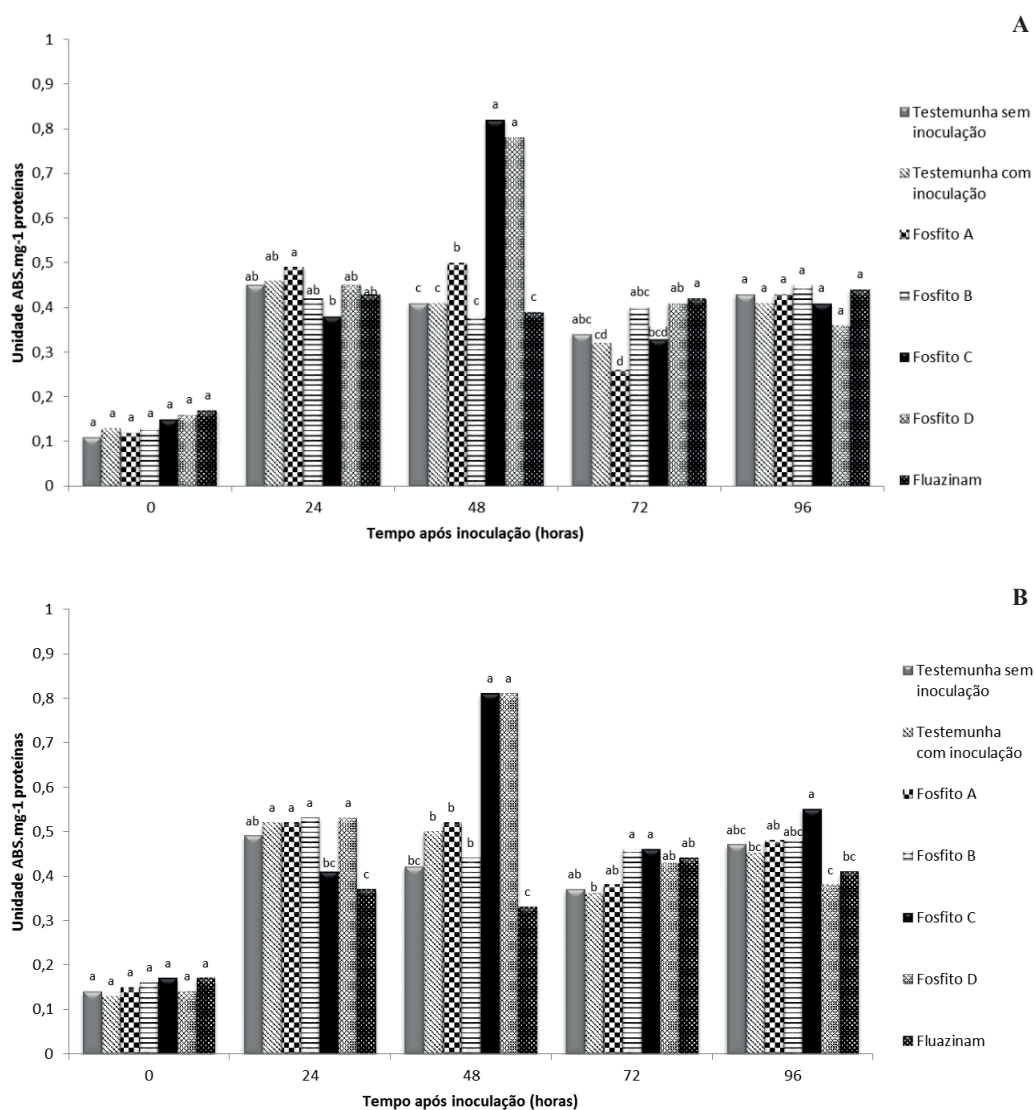 A
Unidade ABS.mg-1 proteínas
1
0,9
0,8
0,7
0,6
0,5
0,4
0,3
0,2
0,1
0
a a a a a a a
ab ab a ab b ab ab
c c b c a a c
abc cd d abc bcd ab a
a a a a a a a
0 24 48 72 96
Tempo após inoculação (horas)
Testemunha sem
inoculação
Testemunha com
inoculação
Fosfito A
Fosfito B
Fosfito C
Fosfito D
Fluazinam
B
Unidade ABS.mg-1 proteínas
1
0,9
0,8
0,7
0,6
0,5
0,4
0,3
0,2
0,1
0
a a a a a a a
ab a a a bc a c
bc b b b a a c
ab b ab a a ab ab
abc bc ab abc a c bc
0 24 48 72 96
Tempo após inoculação (horas)
Testemunha sem
inoculação
Testemunha
com inoculação
Fosfito A
Fosfito B
Fosfito C
Fosfito D
Fluazinam